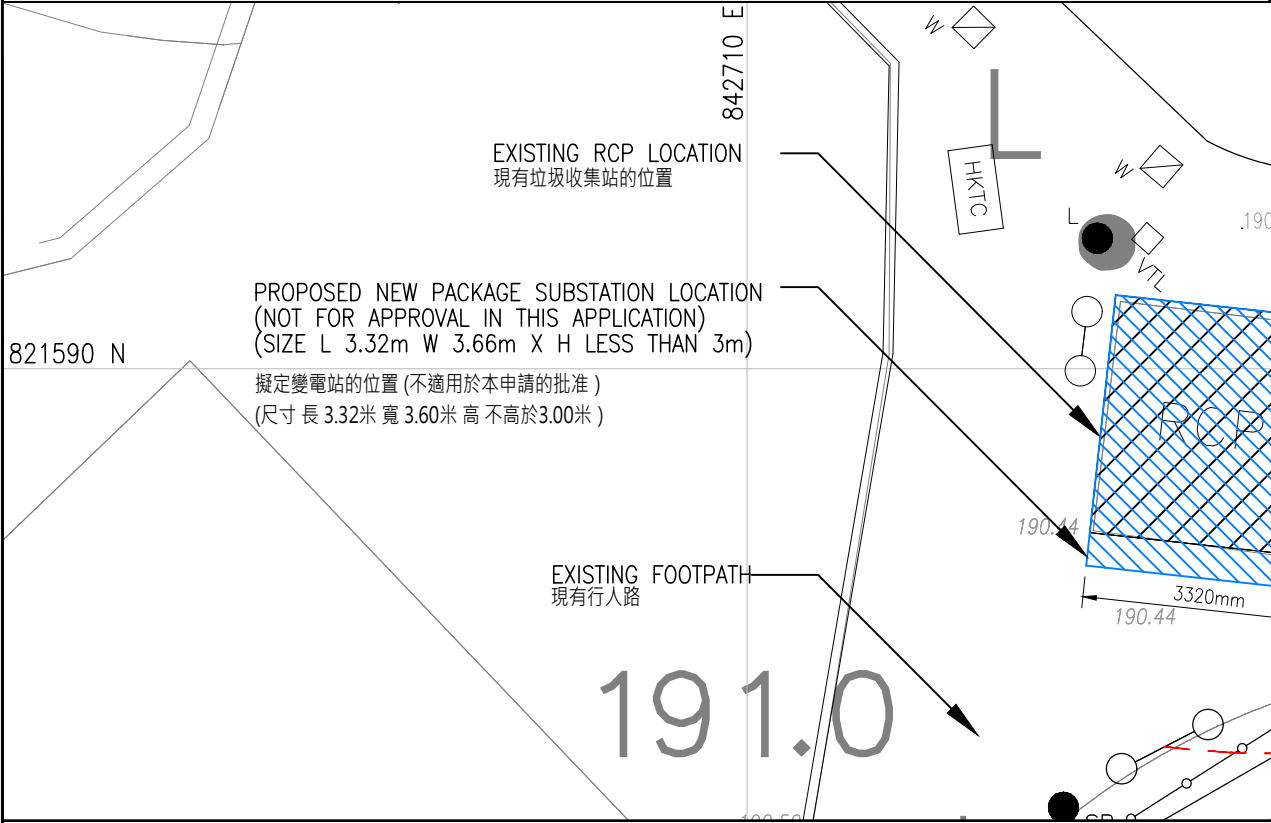 842710 E
W
L
EXISTING RCP LOCATION
現有垃圾收集站的位置
HKTC
W
L
.190
VTL
PROPOSED NEW PACKAGE SUBSTATION LOCATION
(NOT FOR APPROVAL IN THIS APPLICATION)
(SIZE L 3.32m W 3.66m X H LESS THAN 3m)
821590 N
擬定變電站的位置 (不適用於本申請的批准 )
(尺寸 長 3.32米 寬 3.60米 高 不高於3.00米 )
RCP
190.44
EXISTING FOOTPATH
現有行人路
3320mm
190.44
191.0